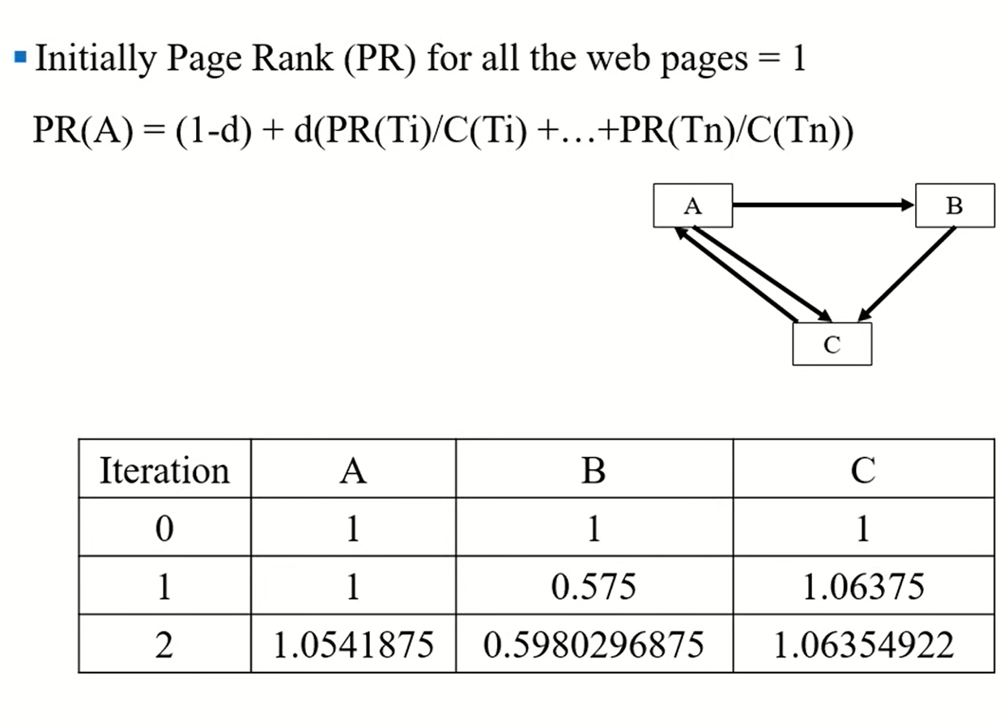 ▪ Initially Page Rank (PR) for all the web pages = 1
PR(A) = (1-d) + d(PR(Ti)/C(Ti) +…+PR(Tn)/C(Tn))
A B
C
Iteration A B C
0 1 1 1
1 1 0.575 1.06375
2 1.0541875 0.5980296875 1.06354922